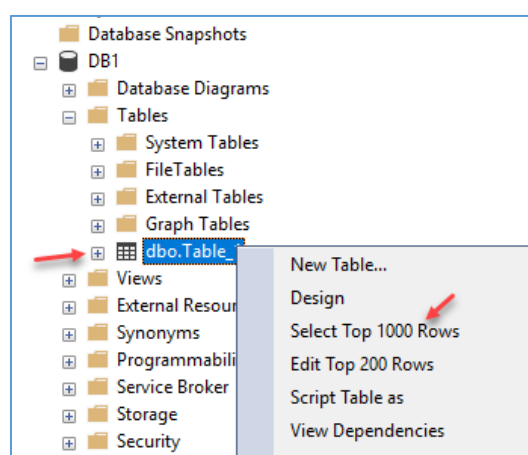 Database Snapshots
DB1
Database Diagrams
Tables
System Tables
FileTables
External Tables
Graph Tables
dbo.Table_
Views
External Resour
Synonyms
Programmabili
Service Broker
Storage
Security
New Table...
Design
Select Top 1000 Rows
Edit Top 200 Rows
Script Table as
View Dependencies